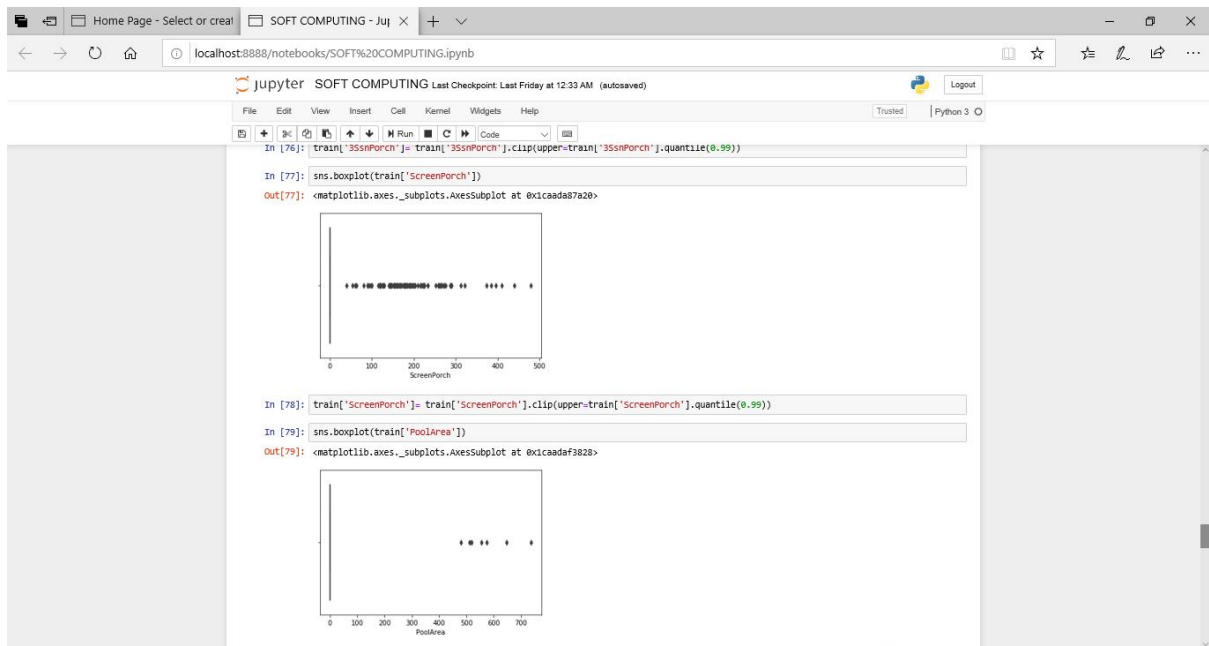 Home Page - Select or creat
SOFT COMPUTING - Jup
localhost:8888/notebooks/SOFT%20COMPUTING.ipynb
jupyter SOFT COMPUTING Last Checkpoint: Last Friday at 12:33 AM (autosaved)
Logout
File Edit View Insert Cell Kernel Widgets Help
Trusted Python 3
Run Code
In [76]: train['3SsnPorch']= train['3SsnPorch'].clip(upper=train['3SsnPorch'].quantile(0.99))
In [77]: sns.boxplot(train['ScreenPorch'])
Out[77]: <matplotlib.axes._subplots.AxesSubplot at 0x1caada87a20>
0 100 200 300 400 500
ScreenPorch
In [78]: train['ScreenPorch']= train['ScreenPorch'].clip(upper=train['ScreenPorch'].quantile(0.99))
In [79]: sns.boxplot(train['PoolArea'])
Out[79]: <matplotlib.axes._subplots.AxesSubplot at 0x1caadaf3828>
0 100 200 300 400 500 600 700
PoolArea